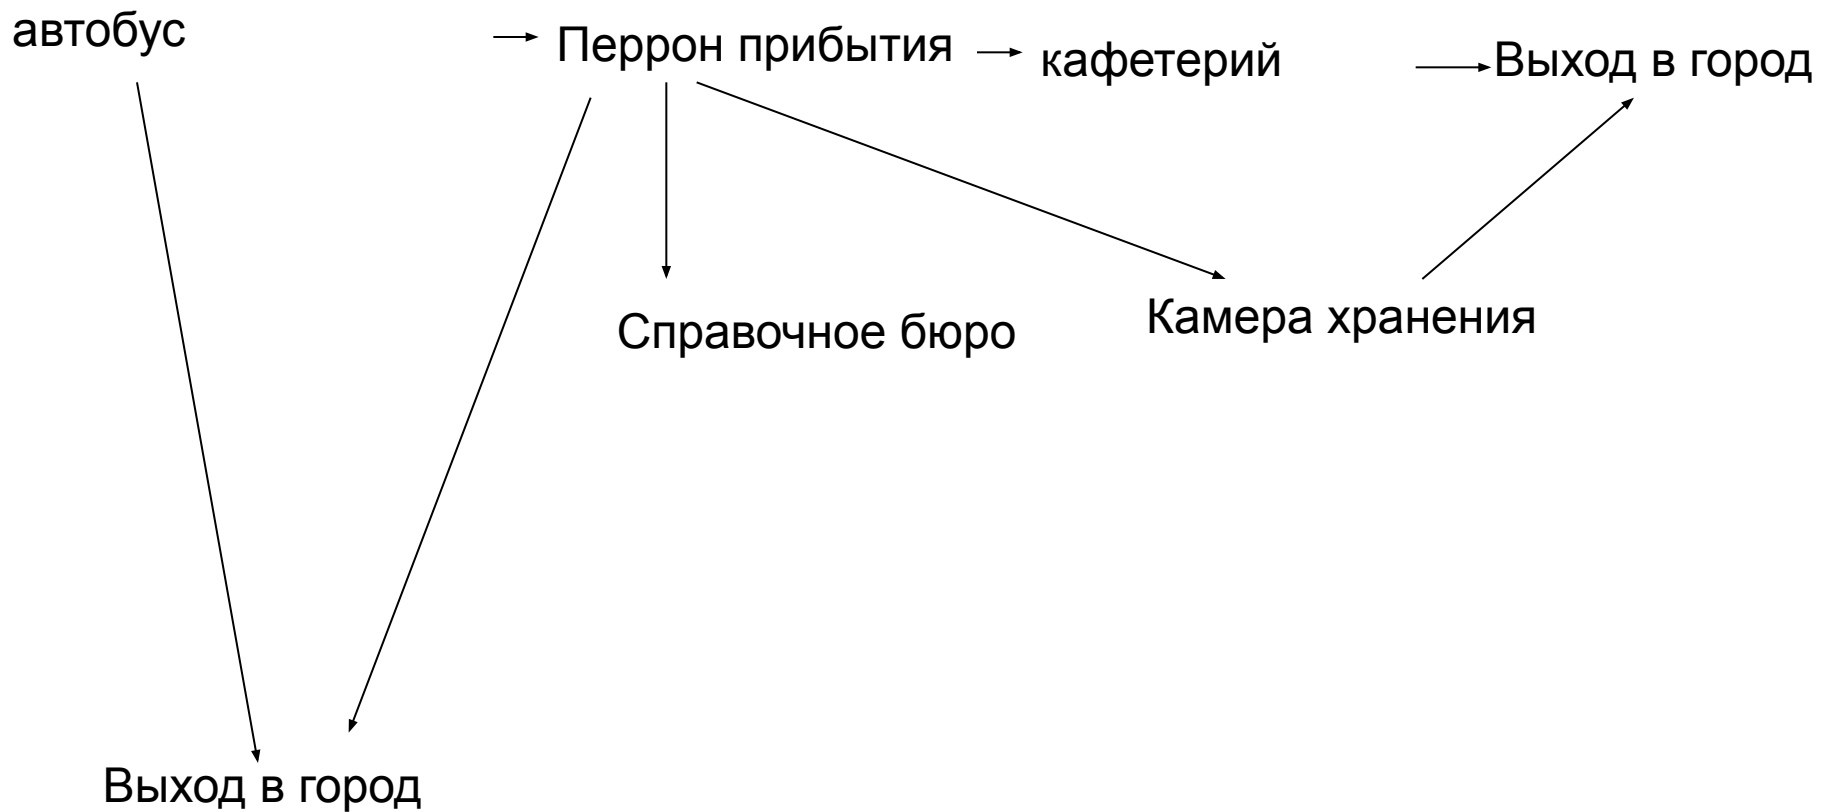 автобус
Перрон прибытия
кафетерий
Выход в город
Справочное бюро
Камера хранения
Выход в город